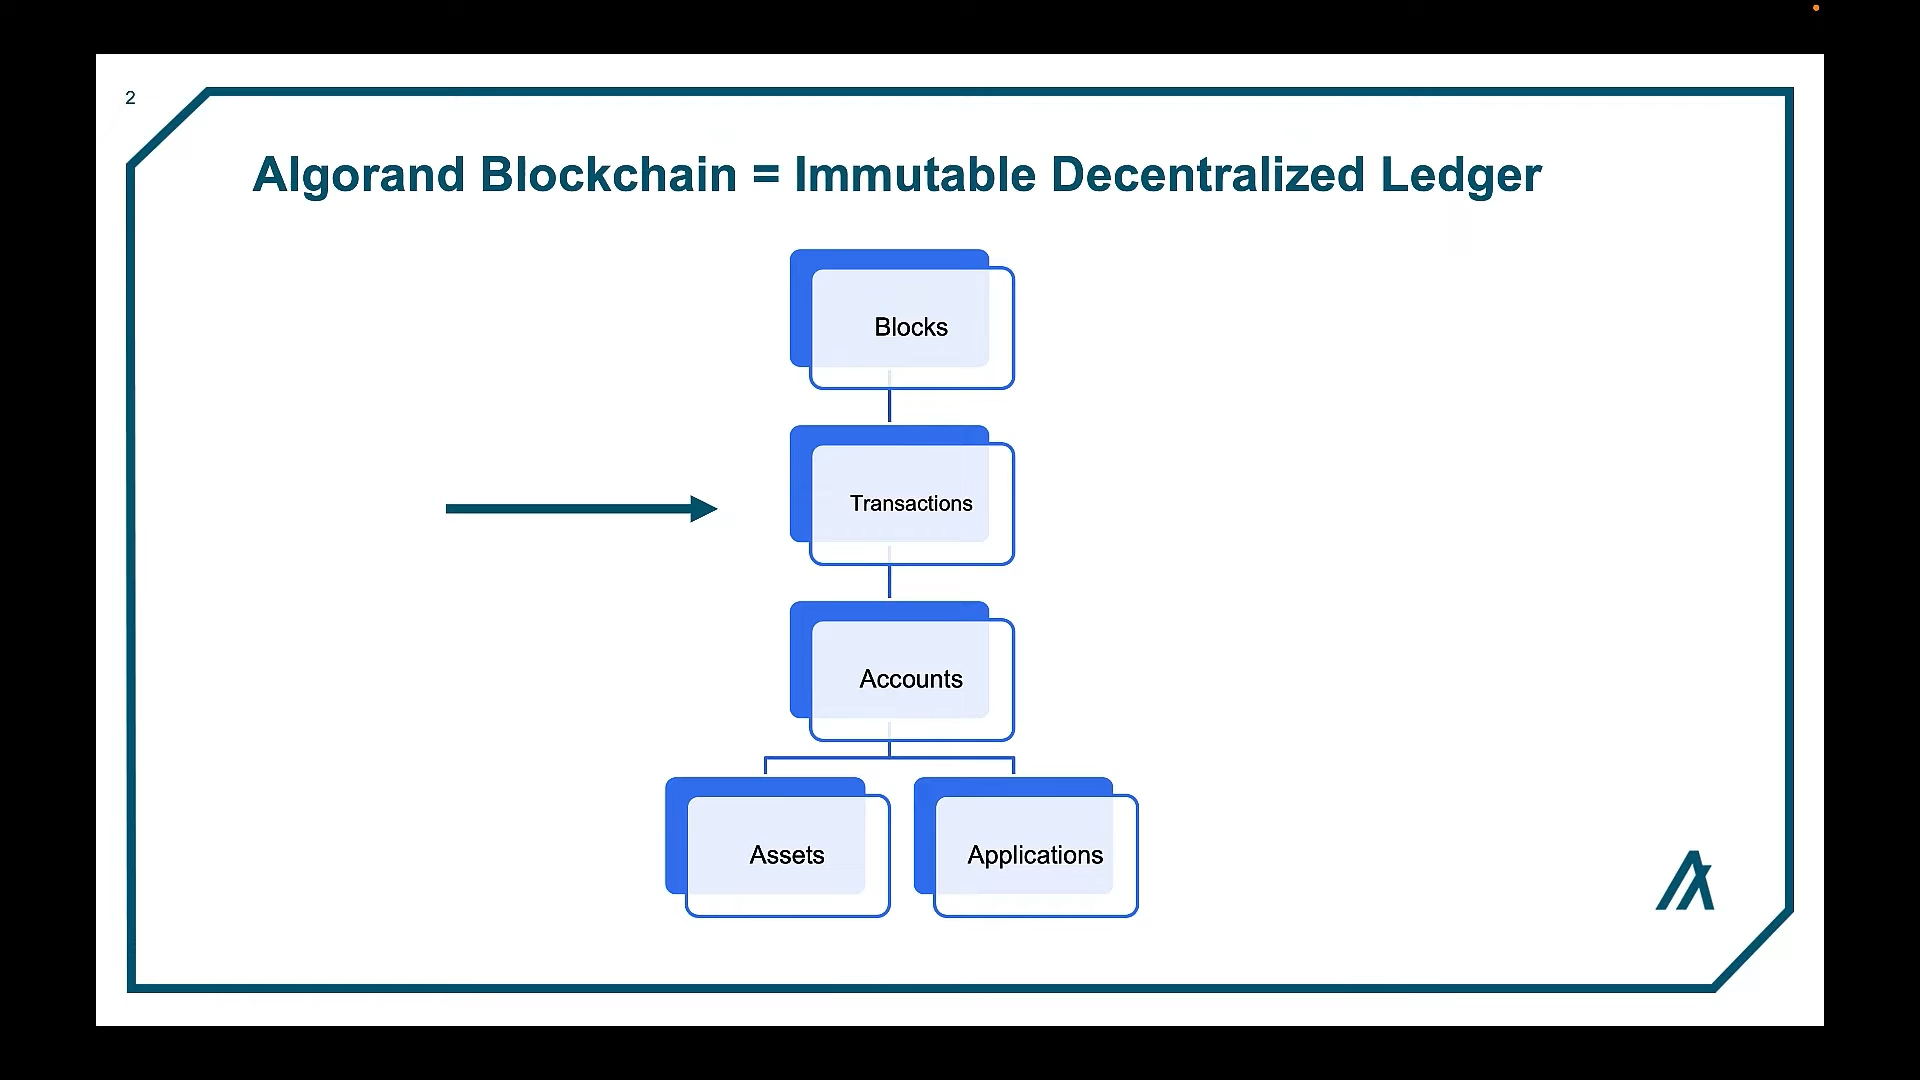 2
Algorand Blockchain = Immutable Decentralized Ledger
Blocks
Transactions
Accounts
Assets
Applications